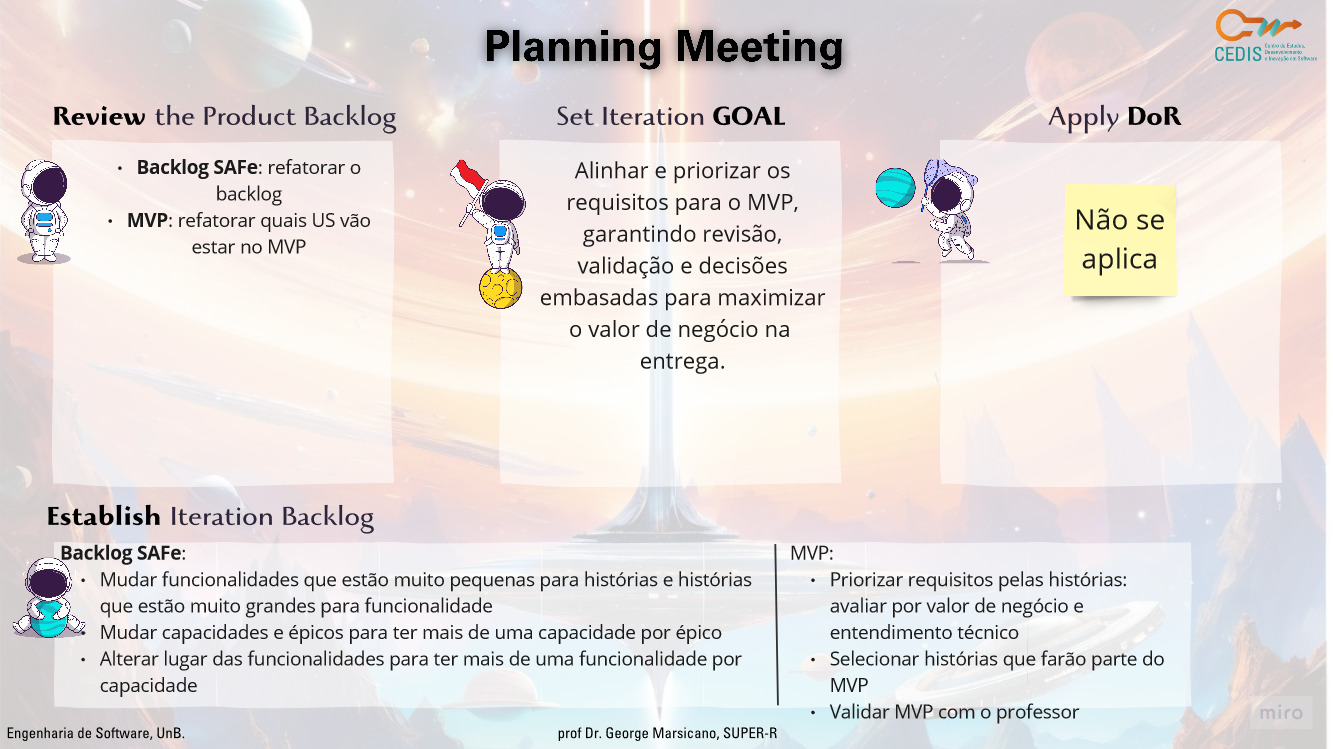 Planning Meeting
CEDIS
Centro de Estudos,
Desenvolvimento
e Inovação em Software
Review the Product Backlog
• Backlog SAFe: refatorar o
backlog
• MVP: refatorar quais US vão
estar no MVP
Set Iteration GOAL
Alinhar e priorizar os
requisitos para o MVP,
garantindo revisão,
validação e decisões
embasadas para maximizar
o valor de negócio na
entrega.
Apply DoR
Não se
aplica
Establish Iteration Backlog
Backlog SAFe:
• Mudar funcionalidades que estão muito pequenas para histórias e histórias
que estão muito grandes para funcionalidade
• Mudar capacidades e épicos para ter mais de uma capacidade por épico
• Alterar lugar das funcionalidades para ter mais de uma funcionalidade por
capacidade
MVP:
• Priorizar requisitos pelas histórias:
avaliar por valor de negócio e
entendimento técnico
• Selecionar histórias que farão parte do
MVP
• Validar MVP com o professor
miro
Engenharia de Software, UnB.
prof Dr. George Marsicano, SUPER-R